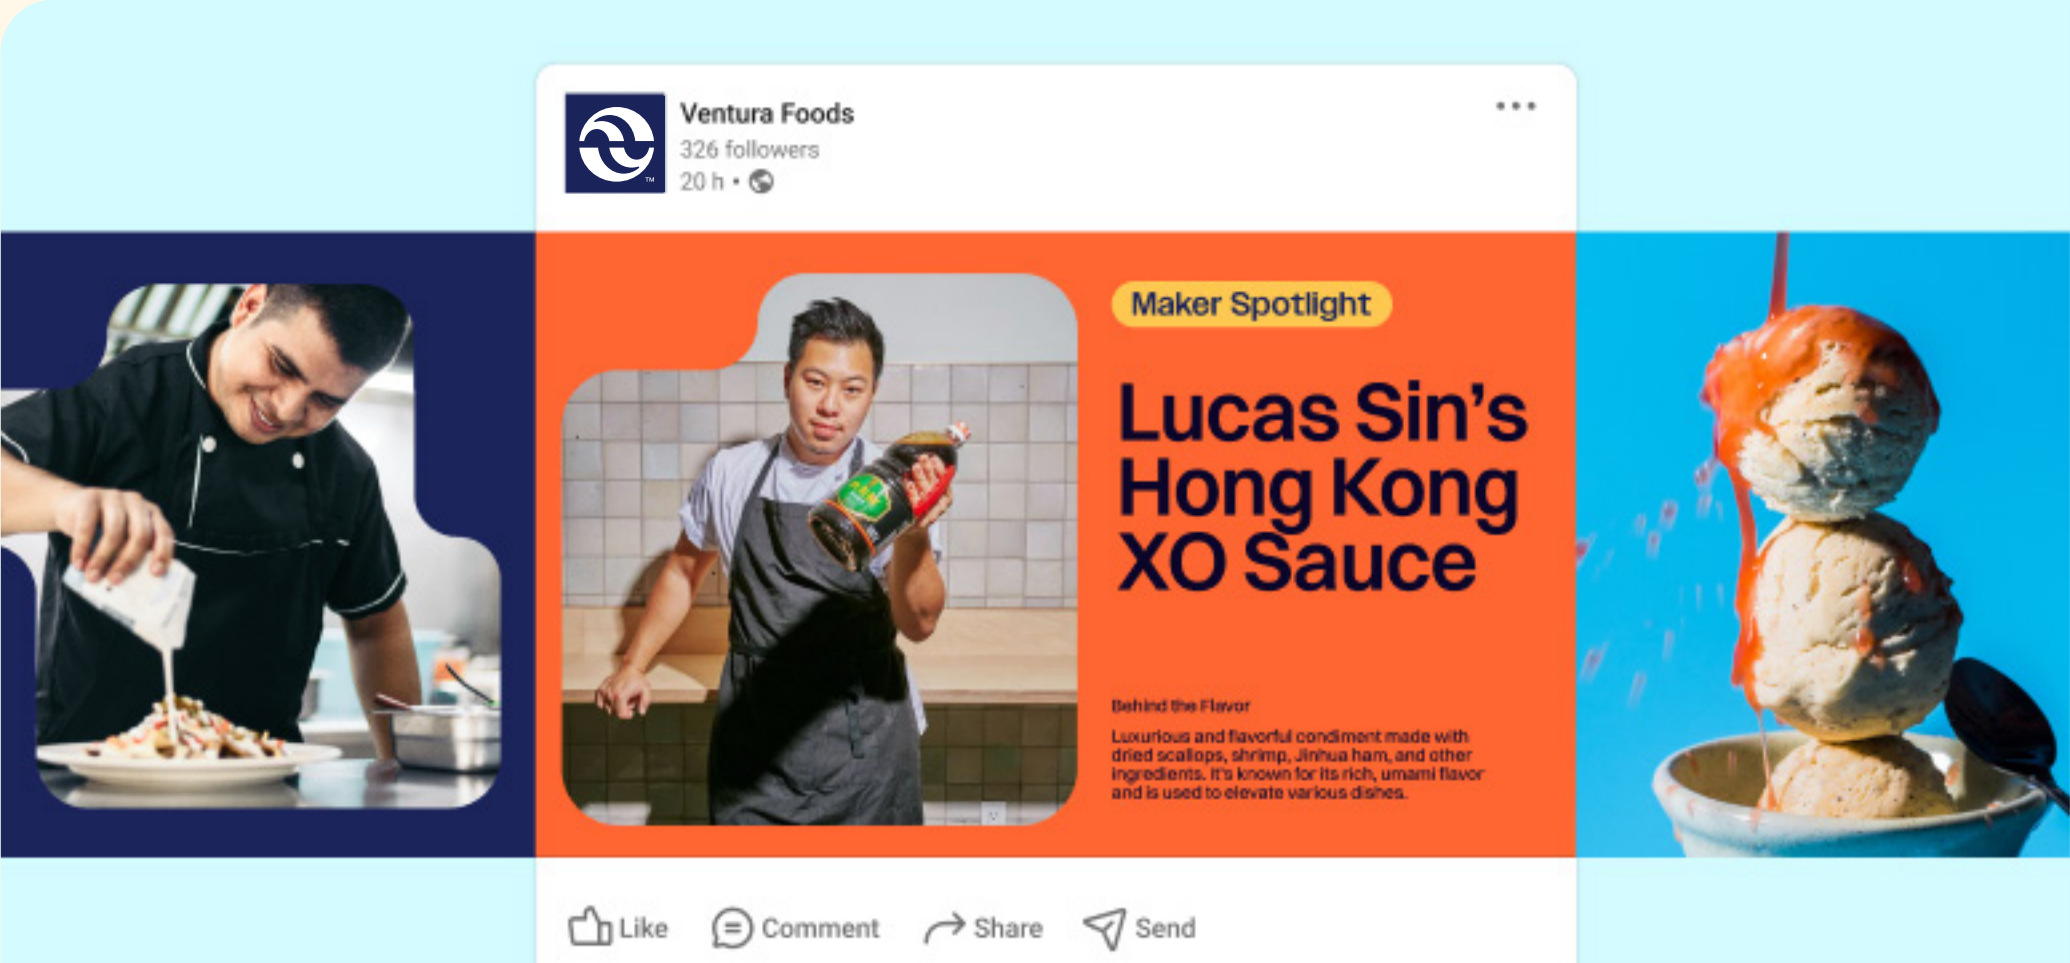 Ventura Foods
326 followers
20 h •
TM
Maker Spotlight
Lucas Sin's
Hong Kong
XO Sauce
Behind the Flavor
Luxurious and flavorful condiment made with
dried scallops, shrimp, Jinhua ham, and other
ingredients. It's known for its rich, umami flavor
and is used to elevate various dishes.
Like
Comment
Share
Send